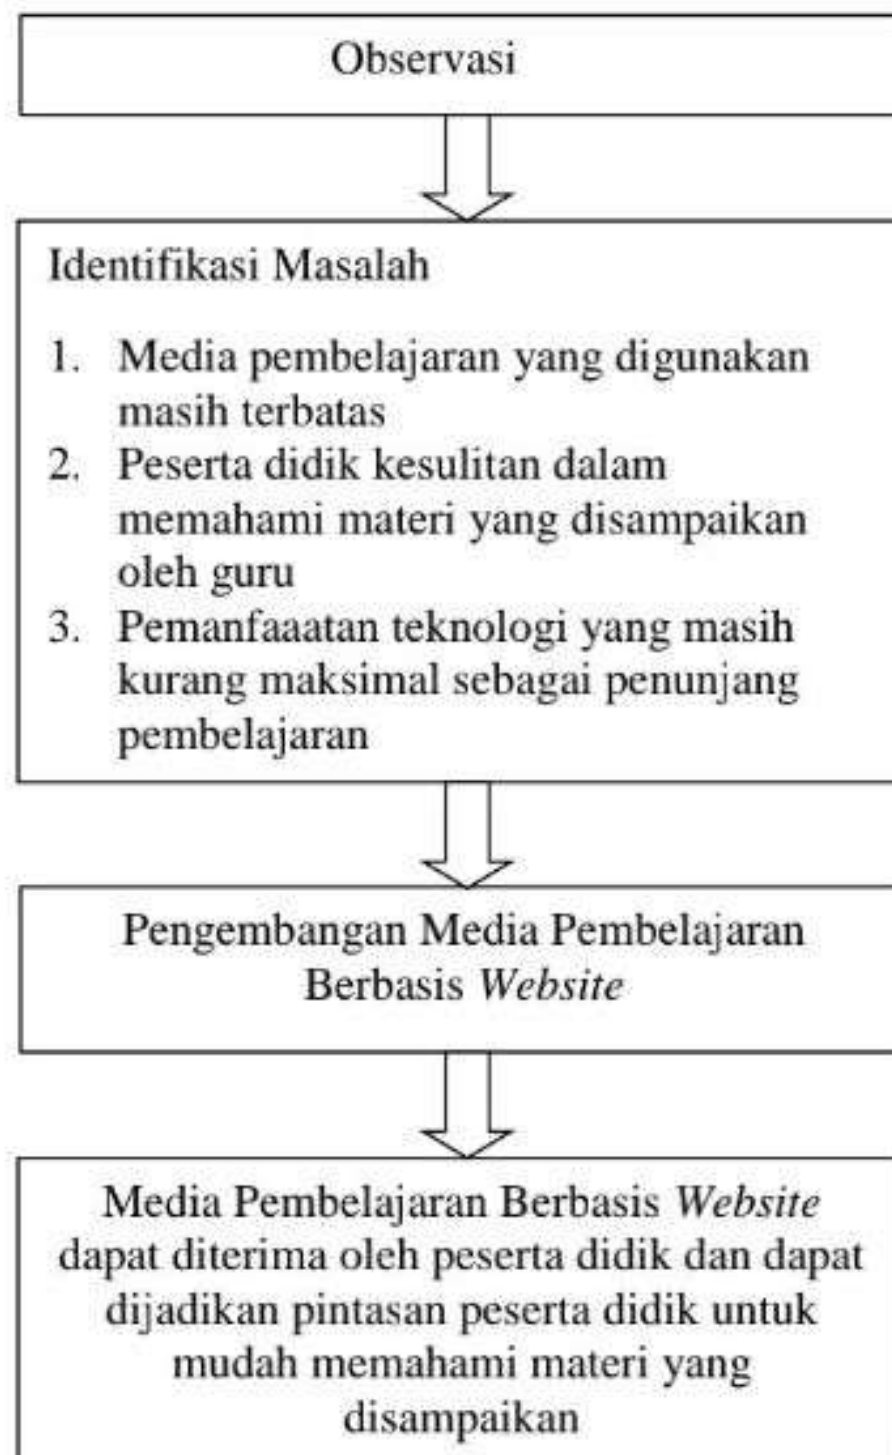 Observasi
Identifikasi Masalah
1. Media pembelajaran yang digunakan
masih terbatas
2. Peserta didik kesulitan dalam
memahami materi yang disampaikan
oleh guru
3. Pemanfaaatan teknologi yang masih
kurang maksimal sebagai penunjang
pembelajaran
Pengembangan Media Pembelajaran
Berbasis Website
Media Pembelajaran Berbasis Website
dapat diterima oleh peserta didik dan dapat
dijadikan pintasan peserta didik untuk
mudah memahami materi yang
disampaikan